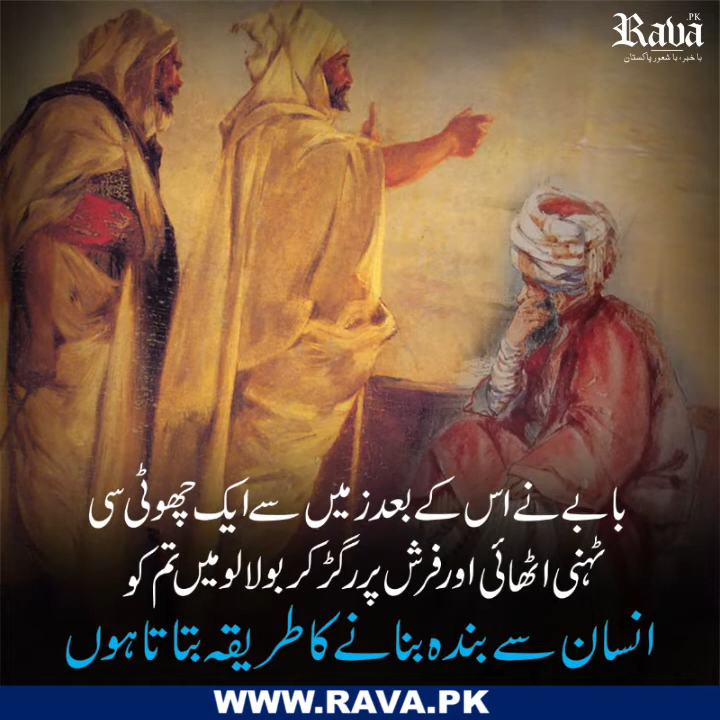 Rava.PK
باخبر، باشعور پاکستان
بابے نے اس کے بعد زمیں سے ایک چھوٹی سی
ٹہنی اٹھائی اور فرش پر رگڑ کر بولا لو میں تم کو
انسان سے بندہ بنانے کا طریقہ بتاتا ہوں
WWW.RAVA.PK